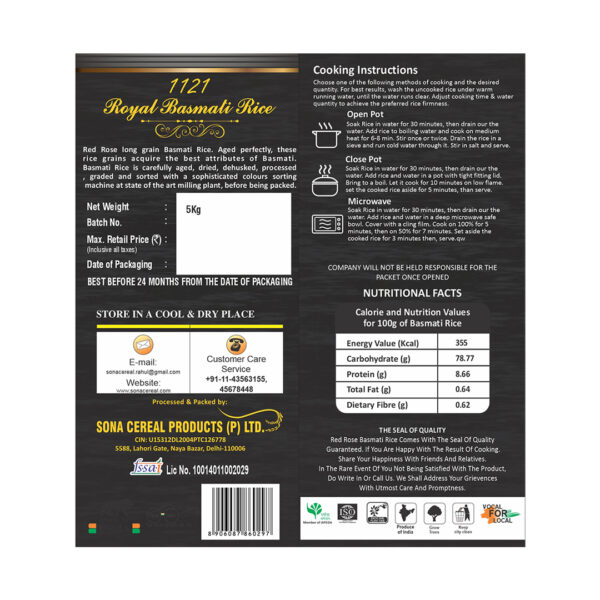 1121
Royal Basmati Rice
Red Rose long grain Basmati Rice. Aged perfectly, these
rice grains acquire the best attributes of Basmati.
Basmati Rice is carefully aged, dried, dehusked, processed
, graded and sorted with a sophisticated colours sorting
machine at state of the art milling plant, before being packed.
Net Weight : 5Kg
Batch No. :
Max. Retail Price (₹) :
(Inclusive all taxes)
Date of Packaging :
BEST BEFORE 24 MONTHS FROM THE DATE OF PACKAGING
STORE IN A COOL & DRY PLACE
E-mail:
sonacereal.rahul@gmail.com
Website:
www.sonacereal.com
Customer Care
Service
+91-11-43563155,
45678448
Processed & Packed by:
SONA CEREAL PRODUCTS (P) LTD.
CIN: U15312DL2004PTC126778
5588, Lahori Gate, Naya Bazar, Delhi-110006
fssai Lic No. 10014011002029
8906087860297
Cooking Instructions
Choose one of the following methods of cooking and the desired
quantity. For best results, wash the uncooked rice under warm
running water, until the water runs clear. Adjust cooking time & water
quantity to achieve the preferred rice firmness.
Open Pot
Soak Rice in water for 30 minutes, then drain our the
water. Add rice to boiling water and cook on medium
heat for 6-8 min. Stir once or twice. Drain the rice in a
sieve and run cold water through it. Stir in salt and serve.
Close Pot
Soak Rice in water for 30 minutes, then drain our the
water. Add rice and water in a pot with tight fitting lid.
Bring to a boil. Let it cook for 10 minutes on low flame.
set the cooked rice aside for 5 minutes, than serve.
Microwave
Soak Rice in water for 30 minutes, then drain our the
water. Add rice and water in a deep microwave safe
bowl. Cover with a cling film. Cook on 100% for 5
minutes, then on 50% for 7 minutes. Set aside the
cooked rice for 3 minutes then, serve.qw
COMPANY WILL NOT BE HELD RESPONSIBLE FOR THE
PACKET ONCE OPENED
NUTRITIONAL FACTS
Calorie and Nutrition Values
for 100g of Basmati Rice
Energy Value (Kcal) 355
Carbohydrate (g) 78.77
Protein (g) 8.66
Total Fat (g) 0.64
Dietary Fibre (g) 0.62
THE SEAL OF QUALITY
Red Rose Basmati Rice Comes With The Seal Of Quality
Guaranteed. If You Are Happy With The Result Of Cooking.
Share Your Happiness With Friends And Relatives.
In The Rare Event Of You Not Being Satisfied With The Product,
Do Write In Or Call Us. We Shall Address Your Grievences
With Utmost Care And Promptness.
Member of APEDA
ISO
Produce
of India
Grow
Trees
Keep
city clean
VOCAL
FOR
LOCAL